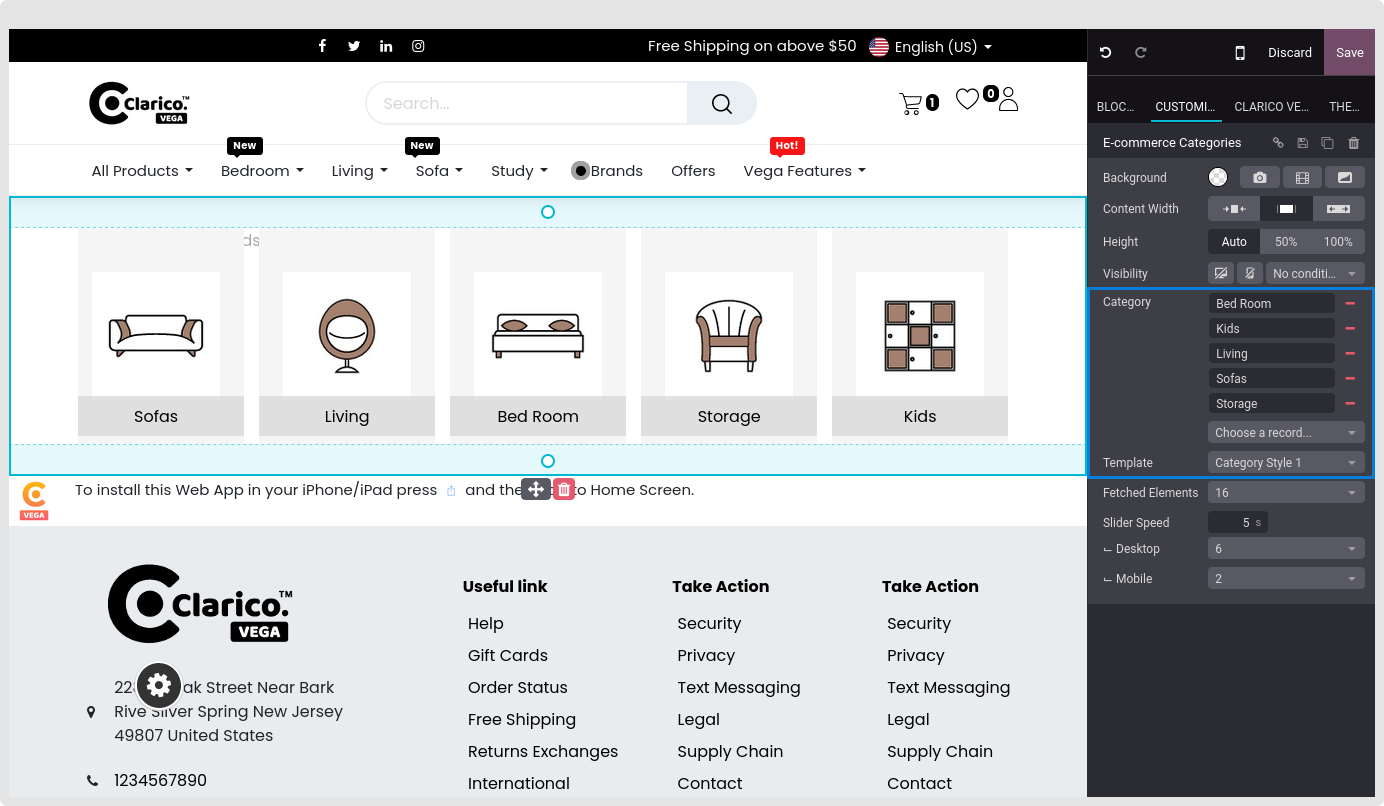 Free Shipping on above $50 English (US)
Discard Save
Clarico.™
VEGA
Search...
1 0
BLOC... CUSTOMI... CLARICO VE... THE...
New New Hot!
All Products Bedroom Living Sofa Study Brands Offers Vega Features
E-commerce Categories
Background
Content Width
Height Auto 50% 100%
Visibility No conditi...
Category Bed Room
Kids
Living
Sofas
Storage
Choose a record...
Template Category Style 1
Fetched Elements 16
Slider Speed 5 s
Desktop 6
Mobile 2
ds
Sofas Living Bed Room Storage Kids
VEGA
To install this Web App in your iPhone/iPad press and the to Home Screen.
Clarico.™
VEGA
22 ak Street Near Bark
Rive Silver Spring New Jersey
49807 United States
1234567890
Useful link
Help
Gift Cards
Order Status
Free Shipping
Returns Exchanges
International
Take Action
Security
Privacy
Text Messaging
Legal
Supply Chain
Contact
Take Action
Security
Privacy
Text Messaging
Legal
Supply Chain
Contact